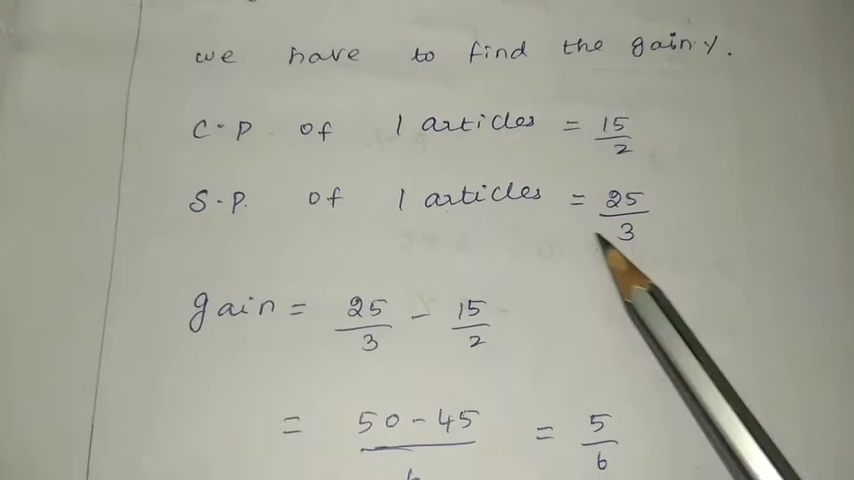 we have to find the gain%.
C.P of 1 articles = 15/2
S.P. of 1 articles = 25/3
gain = 25/3 - 15/2
= 50-45/6 = 5/6